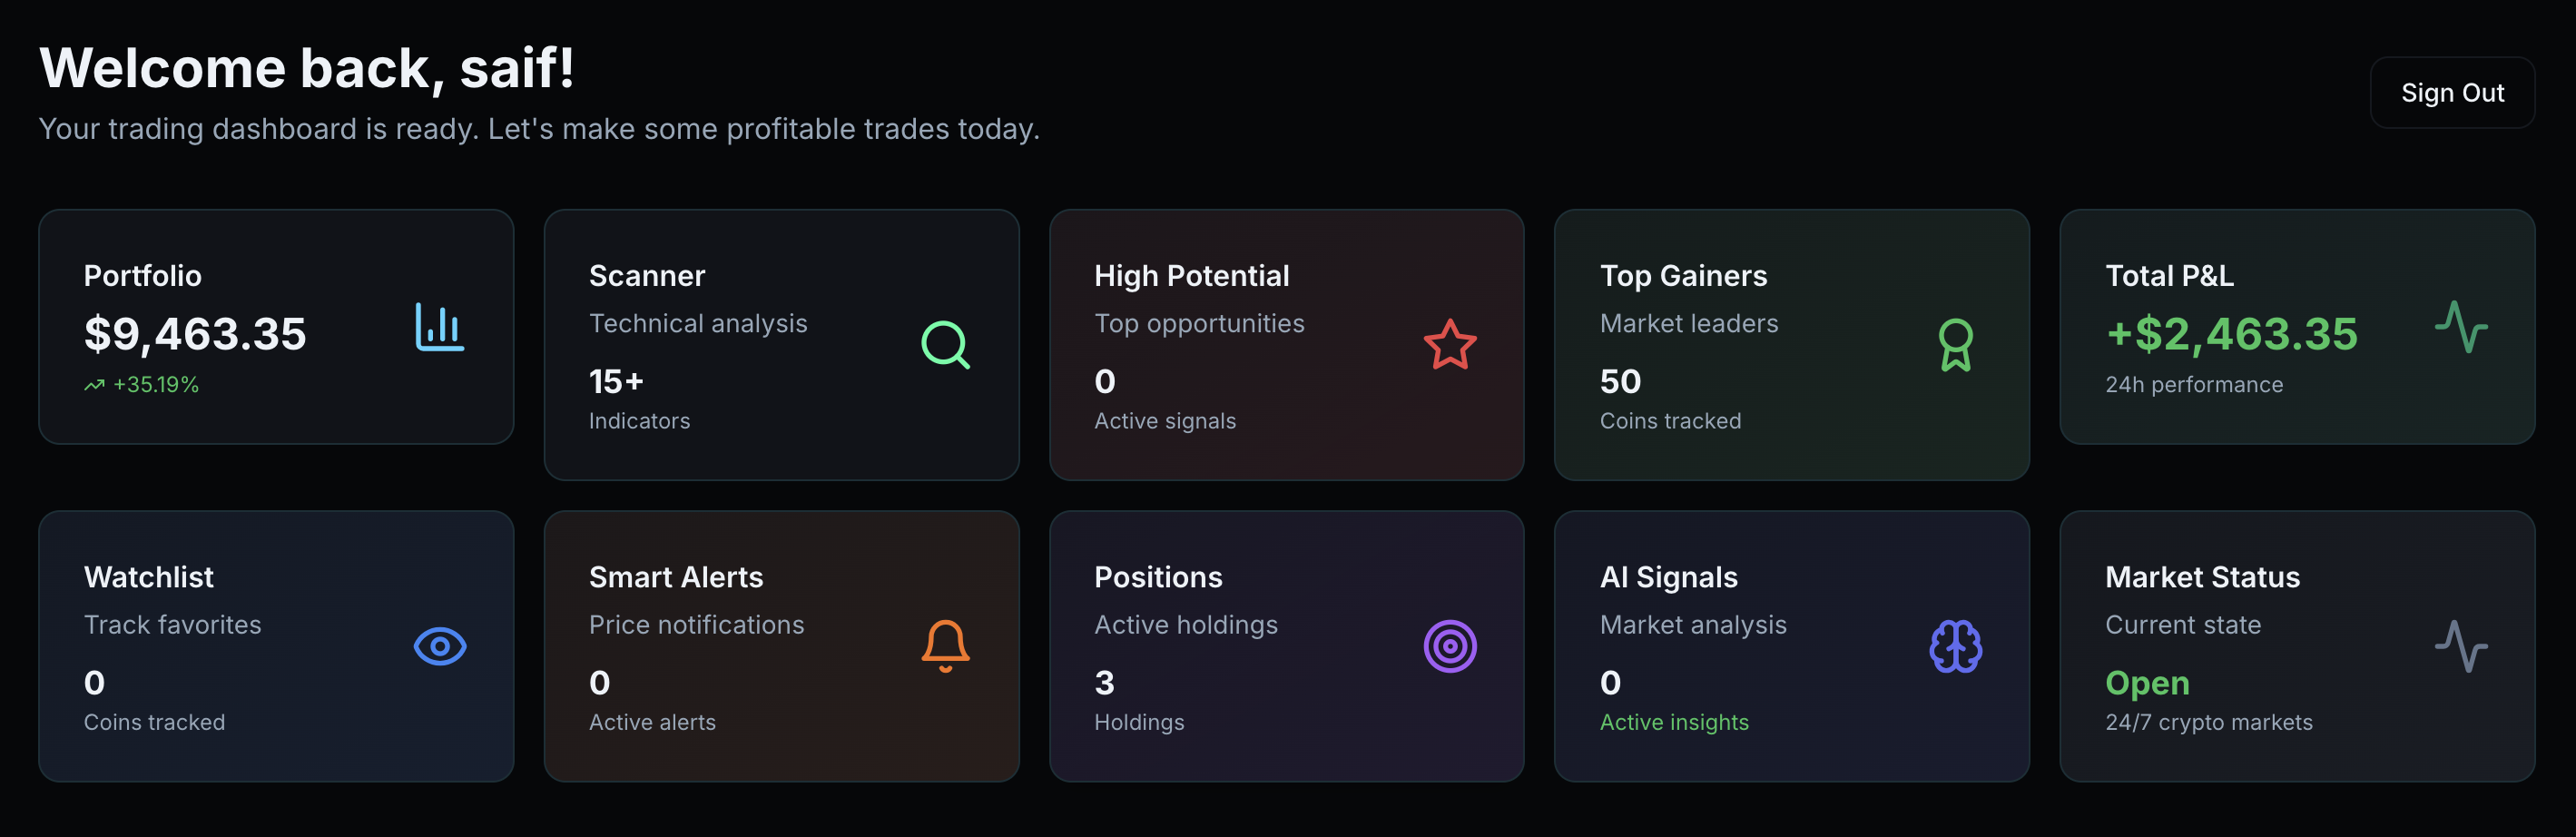 Welcome back, saif!
Your trading dashboard is ready. Let's make some profitable trades today.
Sign Out
Portfolio
$9,463.35
+35.19%
Scanner
Technical analysis
15+
Indicators
High Potential
Top opportunities
0
Active signals
Top Gainers
Market leaders
50
Coins tracked
Total P&L
+$2,463.35
24h performance
Watchlist
Track favorites
0
Coins tracked
Smart Alerts
Price notifications
0
Active alerts
Positions
Active holdings
3
Holdings
AI Signals
Market analysis
0
Active insights
Market Status
Current state
Open
24/7 crypto markets